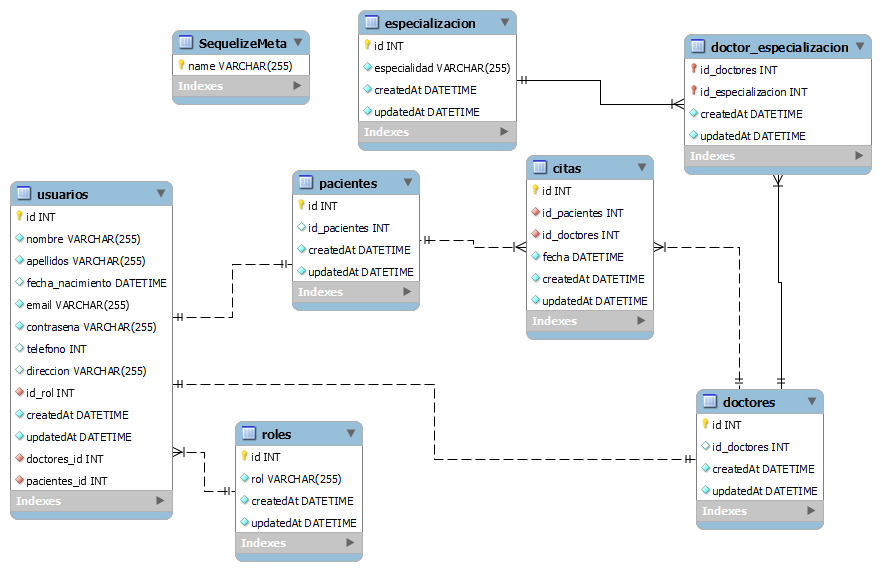 SequelizeMeta
name VARCHAR(255)
Indexes
especializacion
id INT
especialidad VARCHAR(255)
createdAt DATETIME
updatedAt DATETIME
Indexes
doctor_especializacion
id_doctores INT
id_especializacion INT
createdAt DATETIME
updatedAt DATETIME
Indexes
usuarios
id INT
nombre VARCHAR(255)
apellidos VARCHAR(255)
fecha_nacimiento DATETIME
email VARCHAR(255)
contrasena VARCHAR(255)
telefono INT
direccion VARCHAR(255)
id_rol INT
createdAt DATETIME
updatedAt DATETIME
doctores_id INT
pacientes_id INT
Indexes
pacientes
id INT
id_pacientes INT
createdAt DATETIME
updatedAt DATETIME
Indexes
citas
id INT
id_pacientes INT
id_doctores INT
fecha DATETIME
createdAt DATETIME
updatedAt DATETIME
Indexes
roles
id INT
rol VARCHAR(255)
createdAt DATETIME
updatedAt DATETIME
Indexes
doctores
id INT
id_doctores INT
createdAt DATETIME
updatedAt DATETIME
Indexes